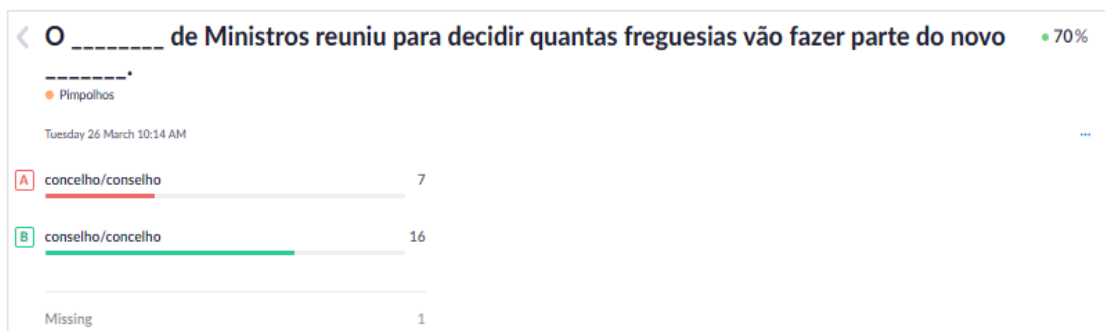 O ________ de Ministros reuniu para decidir quantas freguesias vão fazer parte do novo
_______.
70%
Pimpolhos
Tuesday 26 March 10:14 AM
...
A concelho/conselho 7
B conselho/concelho 16
Missing 1